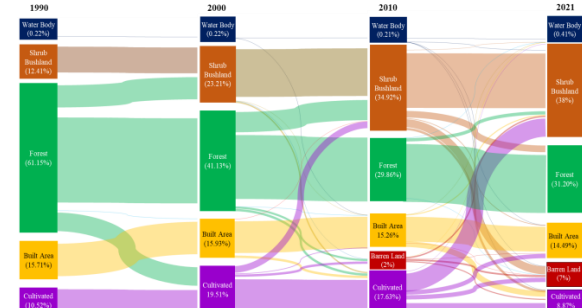 1990
2000
2010
2021
Water Body
(0.22%)
Shrub
Bushland
12.41%)
Forest
(61.15%)
Built Area
(15.71%)
Cultivated
(10.52%)
Water Body
(0.22%)
Shrub
Bushland
(23.21%)
Forest
(41.13%)
Built Area
(15.93%)
Cultivated
19.51%
Water Body
(0.21%)
Shrub
Bushland
(34.92%)
Forest
(29.86%)
Built Area
15.26%
Barren Land
(2%)
Cultivated
(17.63%)
Water Body
(0.41%)
Shrub
Bushland
(38%)
Forest
(31.20%)
Built Area
(14.49%)
Barren Land
(7%)
Cultivated